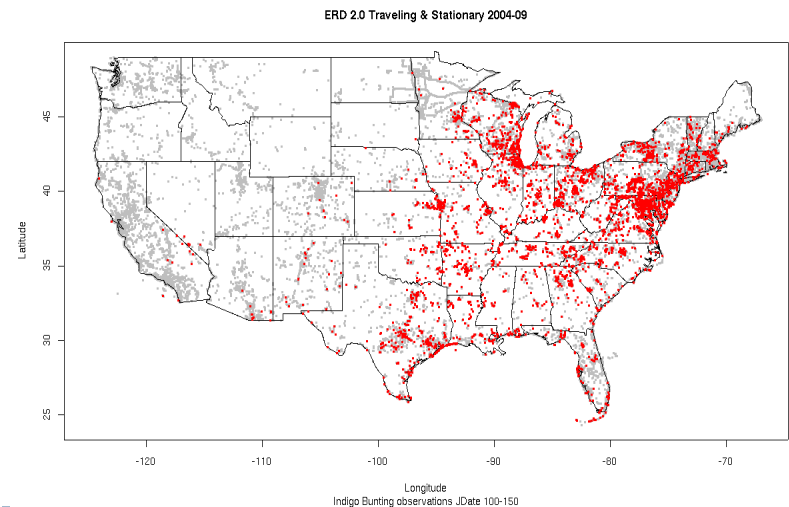 ERD 2.0 Traveling & Stationary 2004-09
45
40
35
30
25
Latitude
-120 -110 -100 -90 -80 -70
Longitude
Indigo Bunting observations JDate 100-150